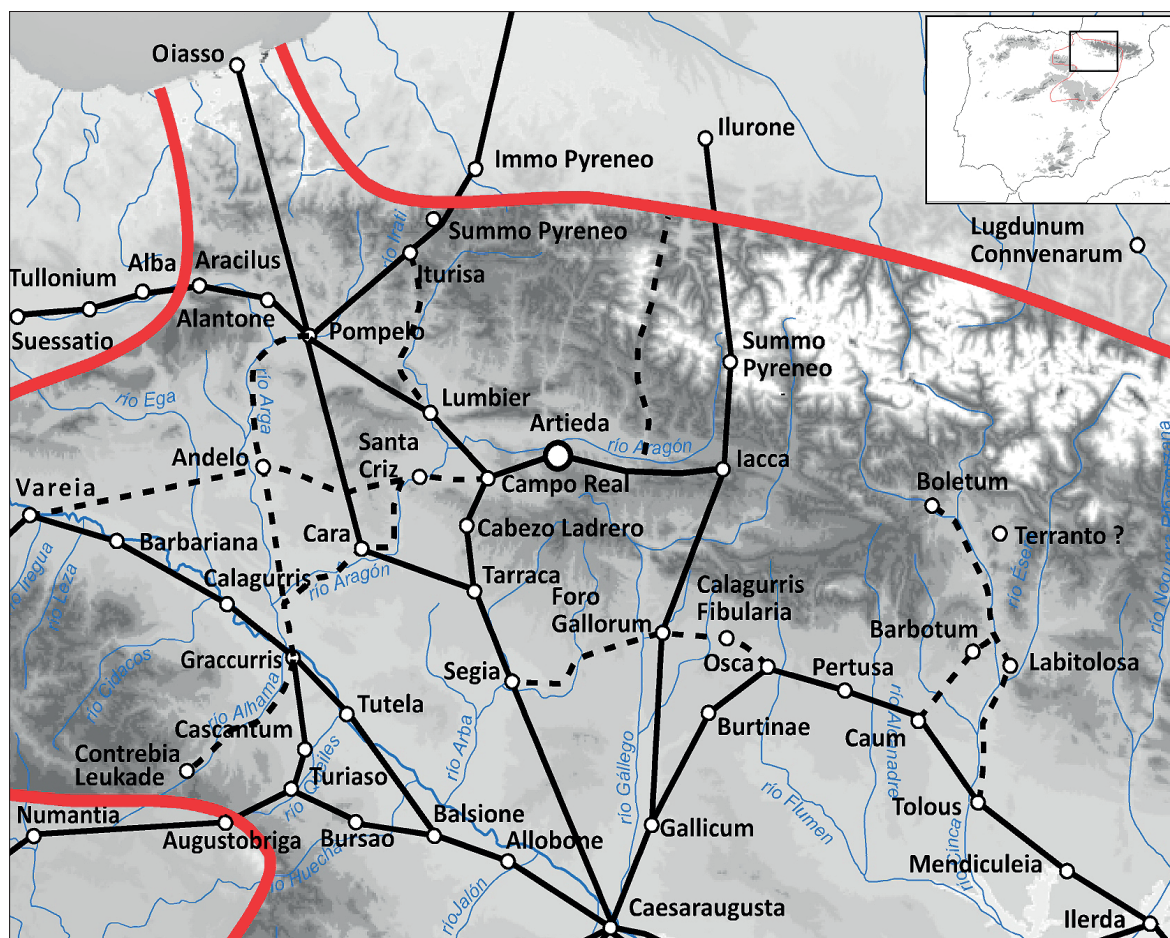 Oiasso
Ilurone
Immo Pyreneo
Summo Pyreneo
Lugdunum
Connvenarum
río Irati
Iturisa
Tullonium
Alba
Aracilus
Alantone
Suessatio
Pompelo
Summo
Pyreneo
río Ega
río Arga
Lumbier
Artieda
río Aragón
Iacca
Santa
Criz
Andelo
Campo Real
Vareia
Boletum
Cabezo Ladrero
Terranto ?
Barbariana
Cara
río Aragón
río Iregua
río Leza
Calagurris
Tarraca
Foro
Gallorum
Calagurris
Fibularia
río Ésera
Barbotum
Labitolosa
Graccurris
río Cidacos
Segia
Osca
Pertusa
río Alhama
Tutela
Cascantum
Burtinae
Caum
río Alcanadre
Contrebia
Leukade
Turiaso
río Queiles
río Arba
río Gállego
río Flumen
Tolous
Numantia
Augustobriga
Bursao
Balsione
Allobone
Gallicum
río Cinca
Mendiculeia
río Huecha
ríoJalón
Caesaraugusta
Ilerda